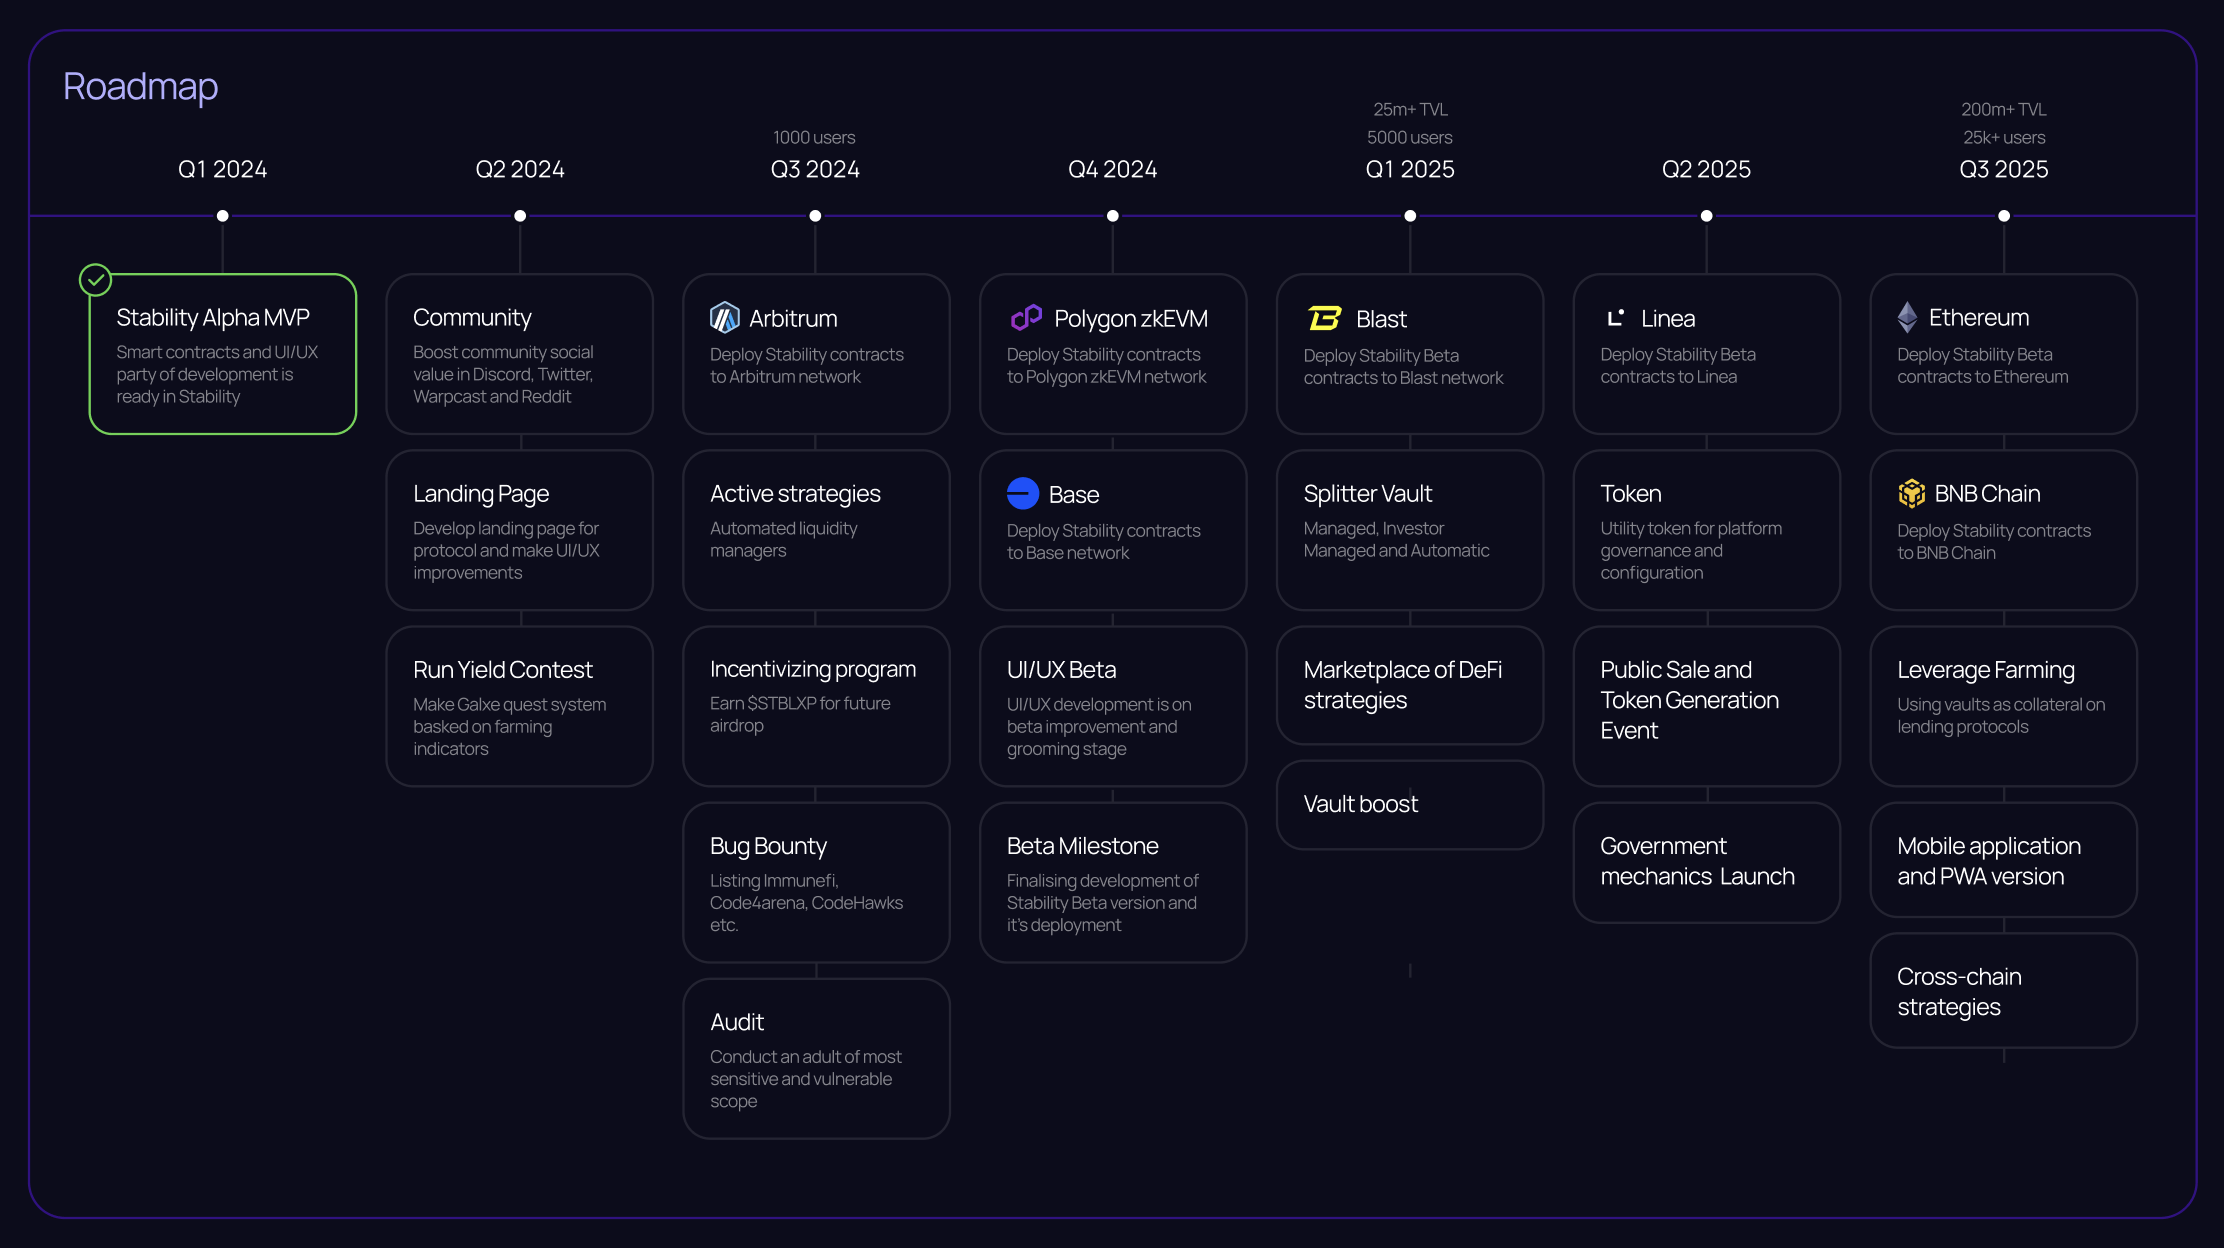 Roadmap
Q1 2024
Stability Alpha MVP
Smart contracts and UI/UX
party of development is
ready in Stability
Q2 2024
Community
Boost community social
value in Discord, Twitter,
Warpcast and Reddit
Landing Page
Develop landing page for
protocol and make UI/UX
improvements
Run Yield Contest
Make Galxe quest system
basked on farming
indicators
1000 users
Q3 2024
Arbitrum
Deploy Stability contracts
to Arbitrum network
Active strategies
Automated liquidity
managers
Incentivizing program
Earn $STBLXP for future
airdrop
Bug Bounty
Listing Immunefi,
Code4arena, CodeHawks
etc.
Audit
Conduct an adult of most
sensitive and vulnerable
scope
Q4 2024
Polygon zkEVM
Deploy Stability contracts
to Polygon zkEVM network
Base
Deploy Stability contracts
to Base network
UI/UX Beta
UI/UX development is on
beta improvement and
grooming stage
Beta Milestone
Finalising development of
Stability Beta version and
it's deployment
25m+ TVL
5000 users
Q1 2025
Blast
Deploy Stability Beta
contracts to Blast network
Splitter Vault
Managed, Investor
Managed and Automatic
Marketplace of DeFi
strategies
Vault boost
Q2 2025
Linea
Deploy Stability Beta
contracts to Linea
Token
Utility token for platform
governance and
configuration
Public Sale and
Token Generation
Event
Government
mechanics Launch
200m+ TVL
25k+ users
Q3 2025
Ethereum
Deploy Stability Beta
contracts to Ethereum
BNB Chain
Deploy Stability contracts
to BNB Chain
Leverage Farming
Using vaults as collateral on
lending protocols
Mobile application
and PWA version
Cross-chain
strategies